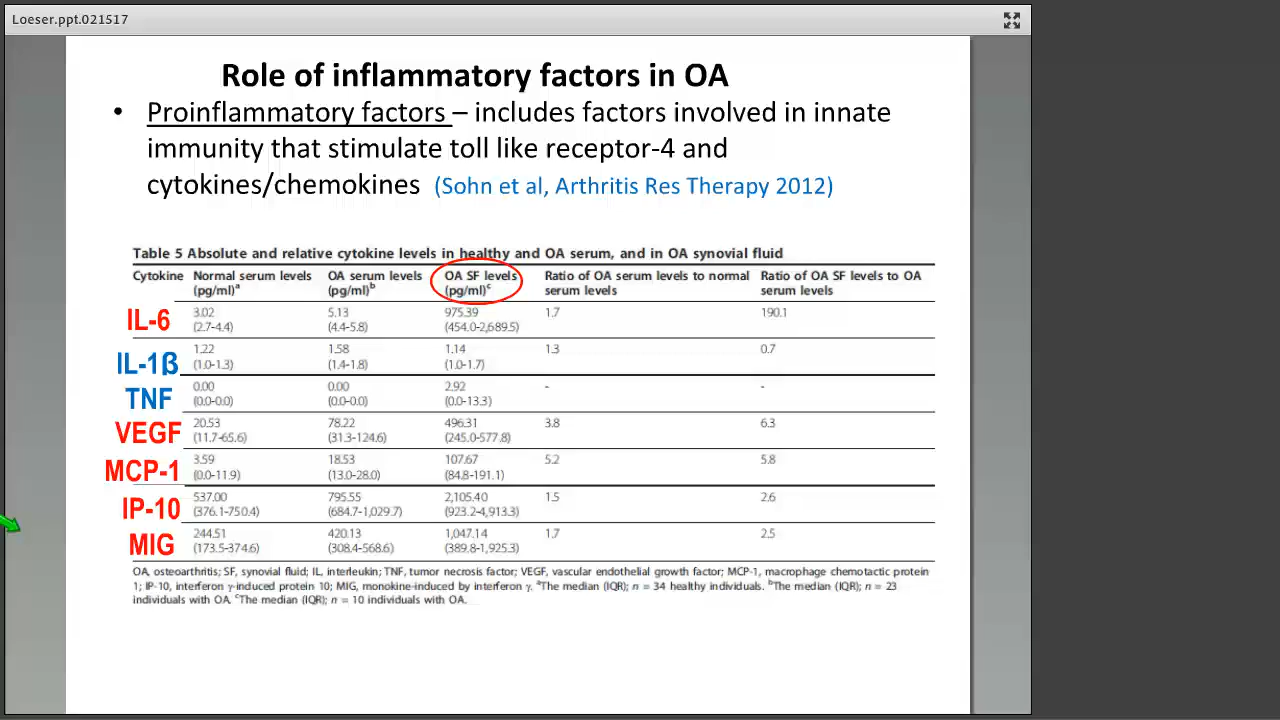 Loeser.ppt.021517
Role of inflammatory factors in OA
• Proinflammatory factors – includes factors involved in innate
immunity that stimulate toll like receptor-4 and
cytokines/chemokines (Sohn et al, Arthritis Res Therapy 2012)
Table 5 Absolute and relative cytokine levels in healthy and OA serum, and in OA synovial fluid
Cytokine Normal serum levels OA serum levels OA SF levels Ratio of OA serum levels to normal Ratio of OA SF levels to OA
(pg/ml)a (pg/ml)b (pg/ml)c serum levels serum levels
IL-6 3.02 5.13 975.39 1.7 190.1
(2.7-4.4) (4.4-5.8) (454.0-2,689.5)
IL-1ß 1.22 1.58 1.14 1.3 0.7
(1.0-1.3) (1.4-1.8) (1.0-1.7)
TNF 0.00 0.00 2.92 - -
(0.0-0.0) (0.0-0.0) (0.0-13.3)
VEGF 20.53 78.22 496.31 3.8 6.3
(11.7-65.6) (31.3-124.6) (245.0-577.8)
MCP-1 3.59 18.53 107.67 5.2 5.8
(0.0-11.9) (13.0-28.0) (84.8-191.1)
IP-10 537.00 795.55 2,105.40 1.5 2.6
(376.1-750.4) (684.7-1,029.7) (923.2-4,913.3)
MIG 244.51 420.13 1,047.14 1.7 2.5
(173.5-374.6) (308.4-568.6) (389.8-1,925.3)
OA, osteoarthritis; SF, synovial fluid; IL, interleukin; TNF, tumor necrosis factor; VEGF, vascular endothelial growth factor; MCP-1, macrophage chemotactic protein
1; IP-10, interferon γ-induced protein 10; MIG, monokine-induced by interferon γ. aThe median (IQR); n = 34 healthy individuals. bThe median (IQR); n = 23
individuals with OA. cThe median (IQR); n = 10 individuals with OA.